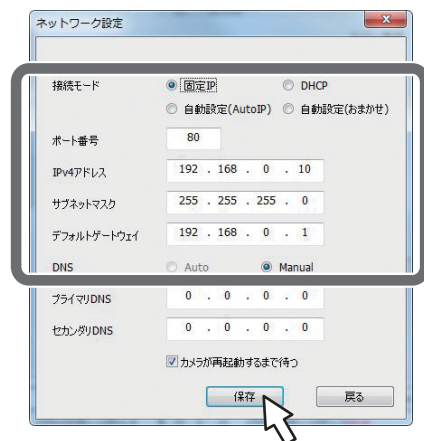 ネットワーク設定
接続モード 固定IP DHCP
自動設定(AutoIP) 自動設定(おまかせ)
ポート番号 80
IPv4アドレス 192 . 168 . 0 . 10
サブネットマスク 255 . 255 . 255 . 0
デフォルトゲートウェイ 192 . 168 . 0 . 1
DNS Auto Manual
プライマリDNS 0 . 0 . 0 . 0
セカンダリDNS 0 . 0 . 0 . 0
カメラが再起動するまで待つ
保存 戻る